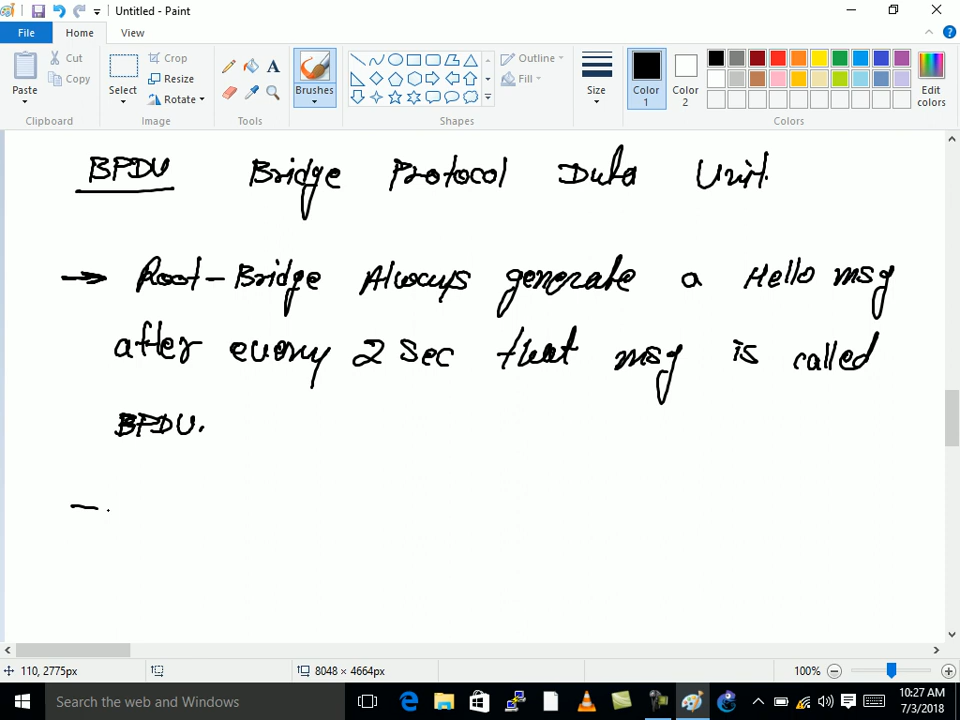 Untitled - Paint
File Home View
Paste
Cut
Copy
Clipboard
Select
Crop
Resize
Rotate
Image
A
Tools
Brushes
Outline
Fill
Shapes
Size
Color 1
Color 2
Edit colors
Colors
BPDU Bridge Protocol Data Unit.
→ Root-Bridge Always generate a Hello msg
after every 2 sec that msg is called
BPDU.
110, 2775px
8048 × 4664px
100%
Search the web and Windows
10:27 AM
7/3/2018